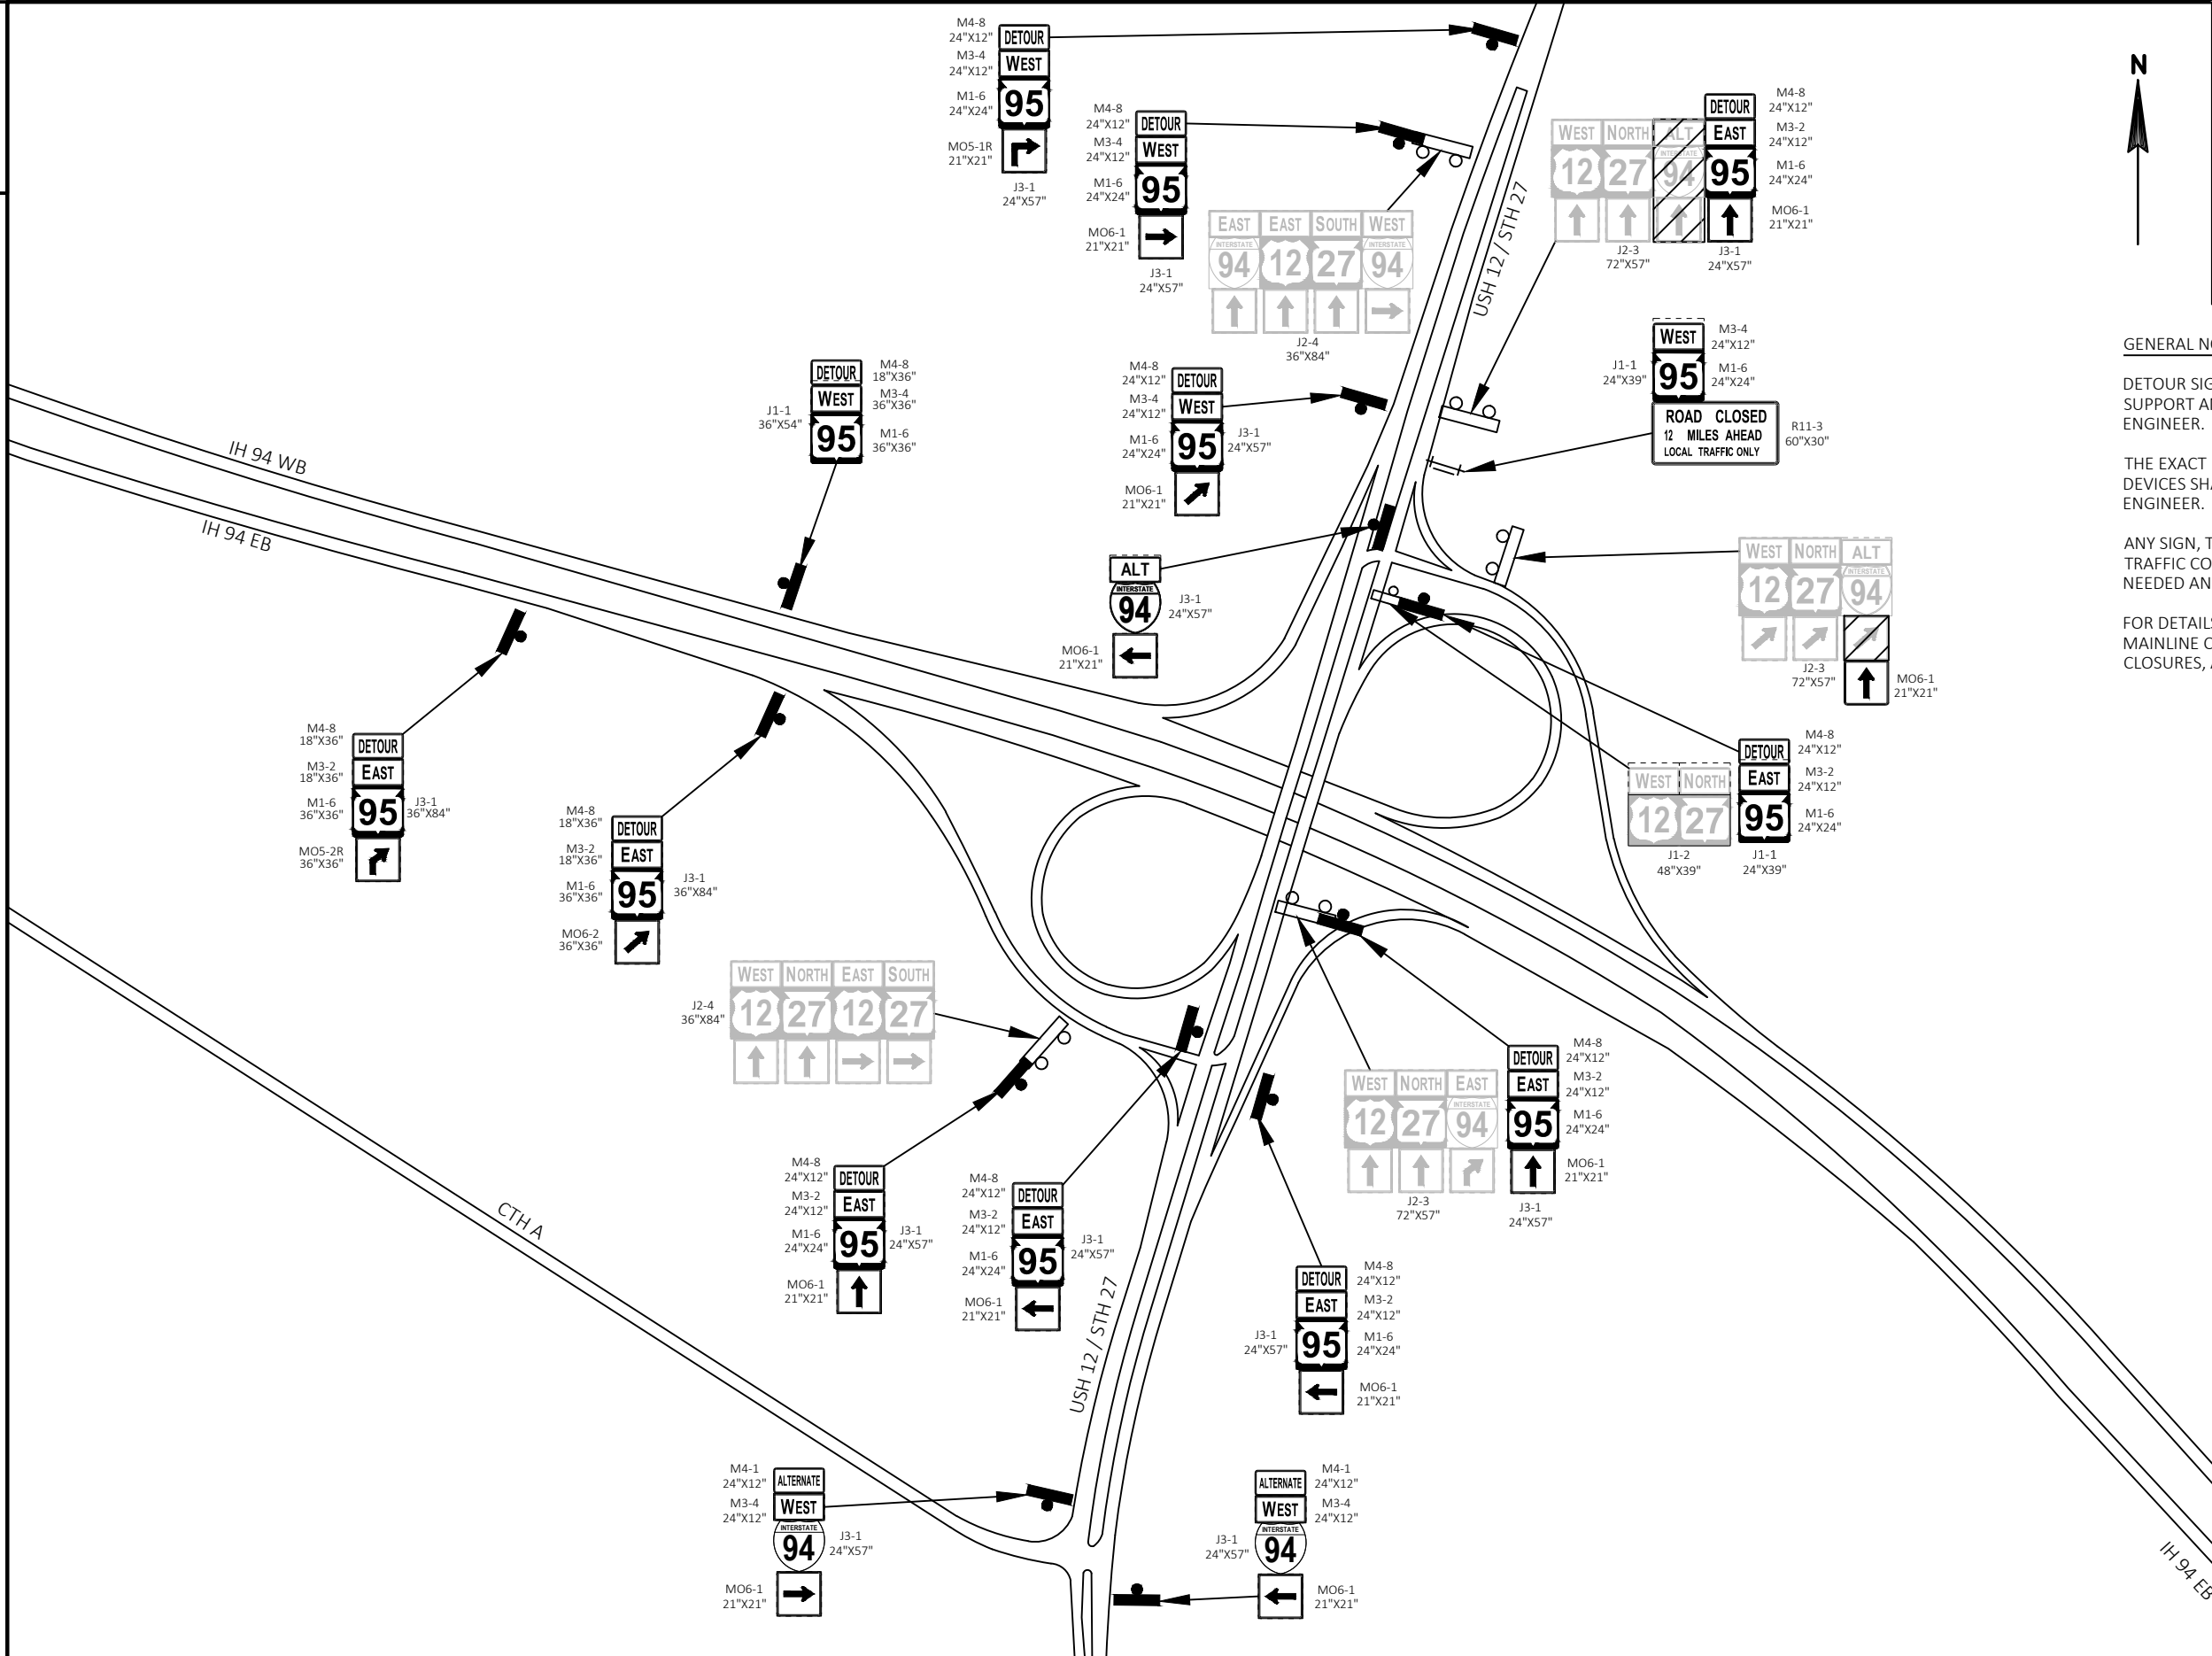 M4-8
24"X12"
M3-4
24"X12"
M1-6
24"X24"
MO5-1R
21"X21"
DETOUR
WEST
95
J3-1
24"X57"
M4-8
24"X12"
M3-4
24"X12"
M1-6
24"X24"
MO6-1
21"X21"
DETOUR
WEST
95
J3-1
24"X57"
EAST EAST SOUTH WEST
INTERSTATE INTERSTATE
94 12 27 94
J2-4
36"X84"
USH 12 / STH 27
WEST NORTH ALT
INTERSTATE
12 27 94
J2-3
72"X57"
DETOUR
EAST
95
J3-1
24"X57"
M4-8
24"X12"
M3-2
24"X12"
M1-6
24"X24"
MO6-1
21"X21"
N
WEST
95
J1-1
24"X39"
M3-4
24"X12"
M1-6
24"X24"
ROAD CLOSED
12 MILES AHEAD
LOCAL TRAFFIC ONLY
R11-3
60"X30"
GENERAL
DETOUR
SUPPORT
ENGINEER.
THE EXACT
DEVICES
ENGINEER.
ANY SIGN,
TRAFFIC
NEEDED
FOR
MAINLINE
CLOSURES,
IH 94 WB
IH 94 EB
DETOUR
WEST
95
J1-1
36"X54"
M4-8
18"X36"
M3-4
36"X36"
M1-6
36"X36"
M4-8
24"X12"
M3-4
24"X12"
M1-6
24"X24"
MO6-1
21"X21"
DETOUR
WEST
95
J3-1
24"X57"
ALT
INTERSTATE
94
J3-1
24"X57"
MO6-1
21"X21"
WEST NORTH ALT
INTERSTATE
12 27 94
J2-3
72"X57"
MO6-1
21"X21"
WEST NORTH
12 27
J1-2
48"X39"
DETOUR
EAST
95
J1-1
24"X39"
M4-8
24"X12"
M3-2
24"X12"
M1-6
24"X24"
M4-8
18"X36"
M3-2
18"X36"
M1-6
36"X36"
MO5-2R
36"X36"
DETOUR
EAST
95
J3-1
36"X84"
M4-8
18"X36"
M3-2
18"X36"
M1-6
36"X36"
MO6-2
36"X36"
DETOUR
EAST
95
J3-1
36"X84"
WEST NORTH EAST SOUTH
12 27 12 27
J2-4
36"X84"
WEST NORTH EAST
INTERSTATE
12 27 94
J2-3
72"X57"
DETOUR
EAST
95
J3-1
24"X57"
M4-8
24"X12"
M3-2
24"X12"
M1-6
24"X24"
MO6-1
21"X21"
CTH A
M4-8
24"X12"
M3-2
24"X12"
M1-6
24"X24"
MO6-1
21"X21"
DETOUR
EAST
95
J3-1
24"X57"
M4-8
24"X12"
M3-2
24"X12"
M1-6
24"X24"
MO6-1
21"X21"
DETOUR
EAST
95
J3-1
24"X57"
USH 12 / STH 27
DETOUR
EAST
95
J3-1
24"X57"
M4-8
24"X12"
M3-2
24"X12"
M1-6
24"X24"
MO6-1
21"X21"
M4-1
24"X12"
M3-4
24"X12"
MO6-1
21"X21"
ALTERNATE
WEST
INTERSTATE
94
J3-1
24"X57"
ALTERNATE
WEST
INTERSTATE
94
J3-1
24"X57"
M4-1
24"X12"
M3-4
24"X12"
MO6-1
21"X21"
IH 94 EB